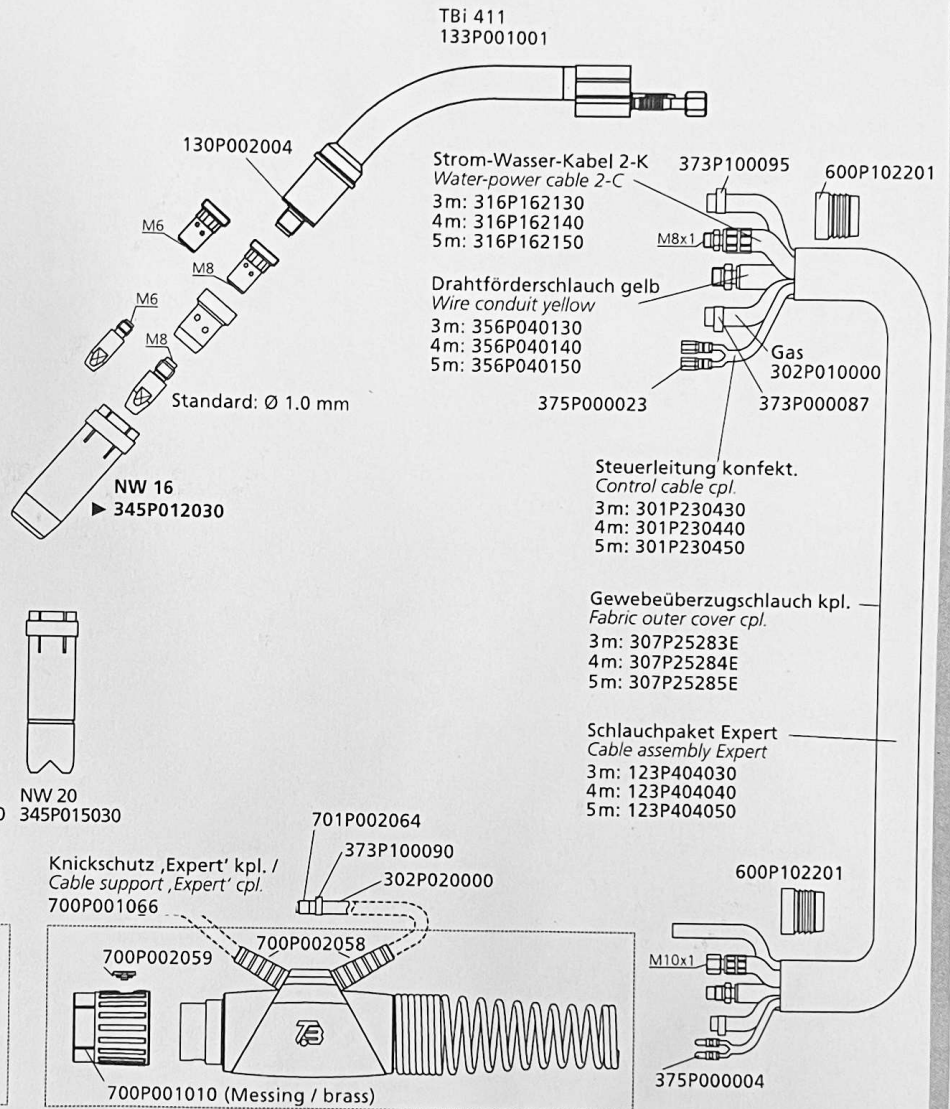 TBi 411
133P001001
130P002004
M6
M8
M6
M8
Standard: Ø 1.0 mm
NW 16
▶ 345P012030
Strom-Wasser-Kabel 2-K
Water-power cable 2-C
3m: 316P162130
4m: 316P162140
5m: 316P162150
373P100095
600P102201
M8x1
Drahtförderschlauch gelb
Wire conduit yellow
3m: 356P040130
4m: 356P040140
5m: 356P040150
Gas
302P010000
375P000023
373P000087
Steuerleitung konfekt.
Control cable cpl.
3m: 301P230430
4m: 301P230440
5m: 301P230450
Gewebeüberzugschlauch kpl.
Fabric outer cover cpl.
3m: 307P25283E
4m: 307P25284E
5m: 307P25285E
Schlauchpaket Expert
Cable assembly Expert
3m: 123P404030
4m: 123P404040
5m: 123P404050
NW 20
0 345P015030
701P002064
373P100090
302P020000
Knickschutz ‚Expert' kpl. /
Cable support ‚Expert' cpl.
700P001066
700P002058
700P002059
TBi
700P001010 (Messing / brass)
600P102201
M10x1
375P000004